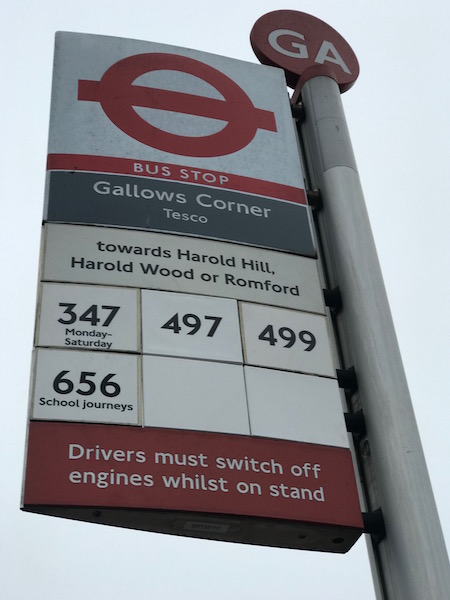 GA
BUS STOP
Gallows Corner
Tesco
towards Harold Hill,
Harold Wood or Romford
347
Monday-
Saturday
497
499
656
School journeys
Drivers must switch off
engines whilst on stand